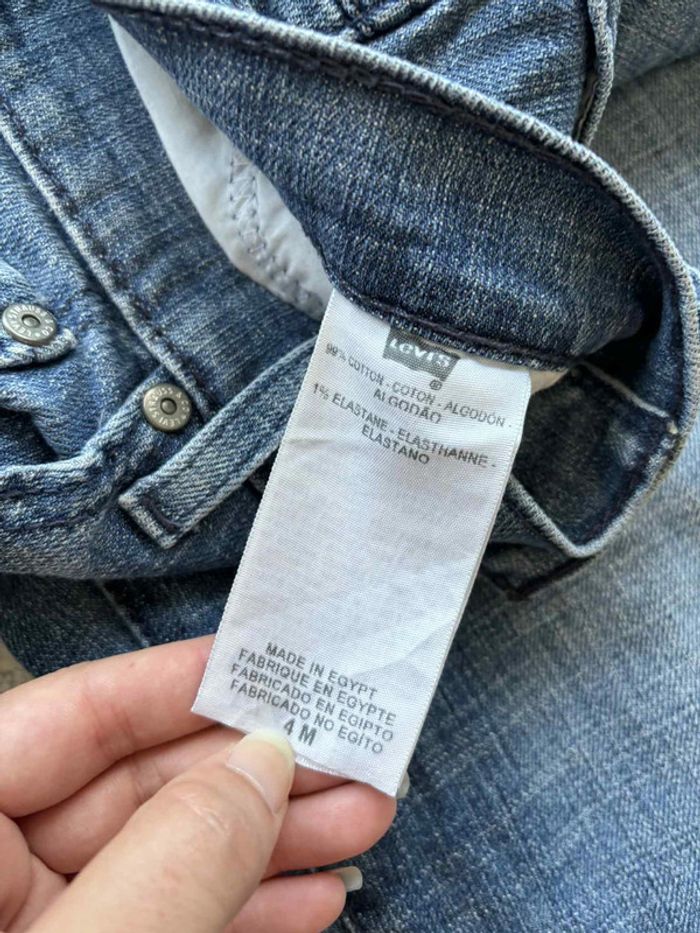 Levi's
®
99% COTTON - COTON - ALGODÓN -
ALGODÃO
1% ELASTANE - ELASTHANNE -
ELASTANO
MADE IN EGYPT
FABRIQUE EN EGYPTE
FABRICADO EN EGIPTO
FABRICADO NO EGITO
4 M